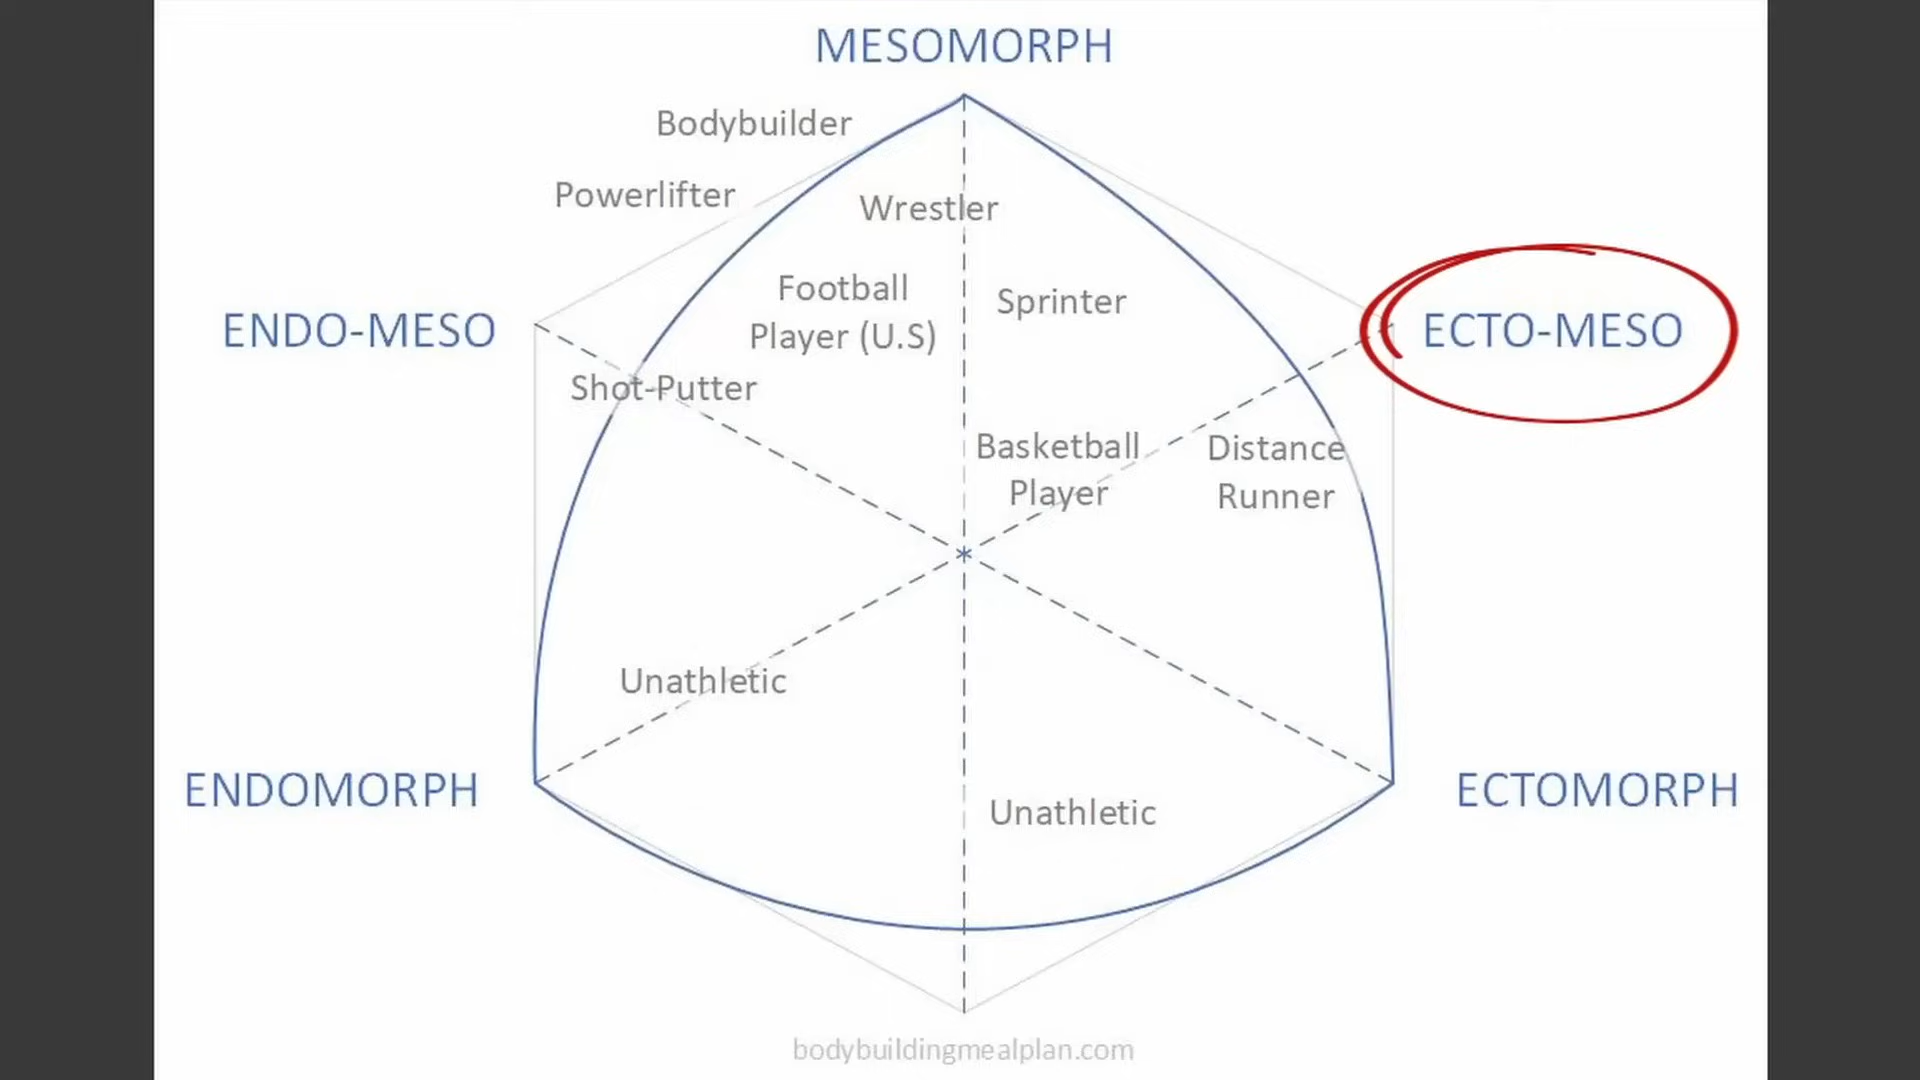 MESOMORPH
Bodybuilder
Powerlifter
Wrestler
Football
Player (U.S)
Sprinter
ENDO-MESO
ECTO-MESO
Shot-Putter
Basketball
Player
Distance
Runner
Unathletic
ENDOMORPH
ECTOMORPH
Unathletic
bodybuildingmealplan.com